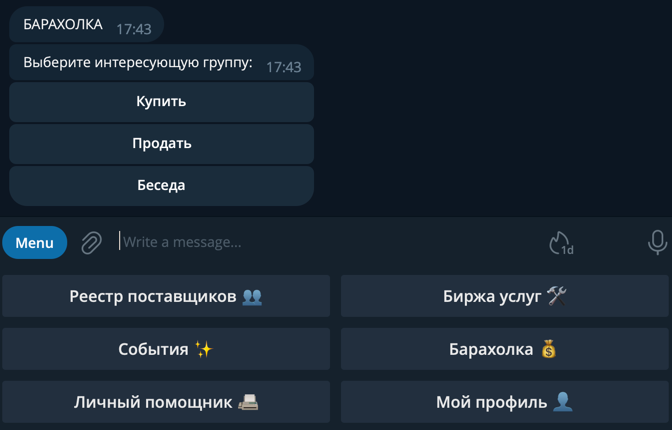 БАРАХОЛКА 17:43
Выберите интересующую группу: 17:43
Купить
Продать
Беседа
Menu Write a message... 1d
Реестр поставщиков 👥 Биржа услуг 🛠️
События ✨ Барахолка 💰
Личный помощник 📠 Мой профиль 👤